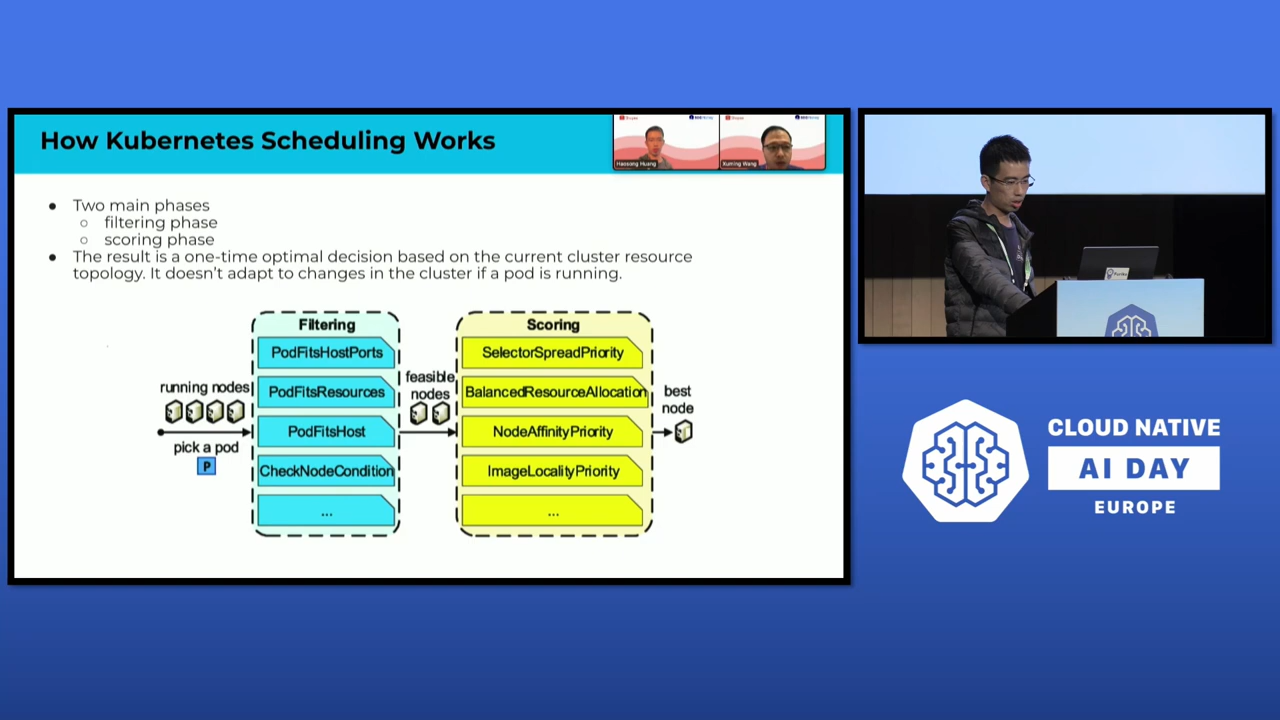 How Kubernetes Scheduling Works
Haosong Huang
Xuming Wang
● Two main phases
○ filtering phase
○ scoring phase
● The result is a one-time optimal decision based on the current cluster resource
topology. It doesn't adapt to changes in the cluster if a pod is running.
running nodes
pick a pod
P
Filtering
PodFitsHostPorts
PodFitsResources
PodFitsHost
CheckNodeCondition
...
feasible
nodes
Scoring
SelectorSpreadPriority
BalancedResourceAllocation
NodeAffinityPriority
ImageLocalityPriority
...
best
node
CLOUD NATIVE
AI DAY
EUROPE